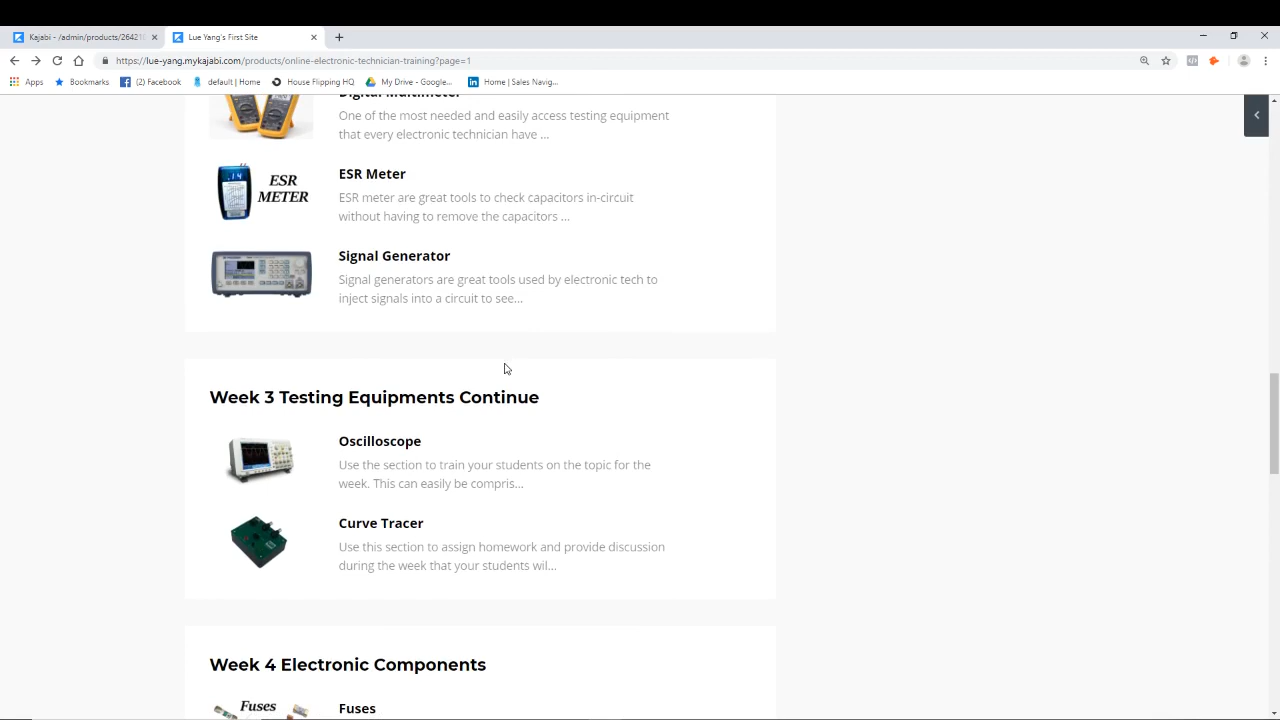 Kajabi - /admin/products/26421
Lue Yang's First Site
https://lue-yang.mykajabi.com/products/online-electronic-technician-training?page=1
Apps
Bookmarks
(2) Facebook
default | Home
House Flipping HQ
My Drive - Google...
Home | Sales Navig...
Digital Multimeter
One of the most needed and easily access testing equipment
that every electronic technician have ...
ESR METER
ESR Meter
ESR meter are great tools to check capacitors in-circuit
without having to remove the capacitors ...
Signal Generator
Signal generators are great tools used by electronic tech to
inject signals into a circuit to see...
Week 3 Testing Equipments Continue
Oscilloscope
Use the section to train your students on the topic for the
week. This can easily be compris...
Curve Tracer
Use this section to assign homework and provide discussion
during the week that your students wil...
Week 4 Electronic Components
Fuses
Fuses